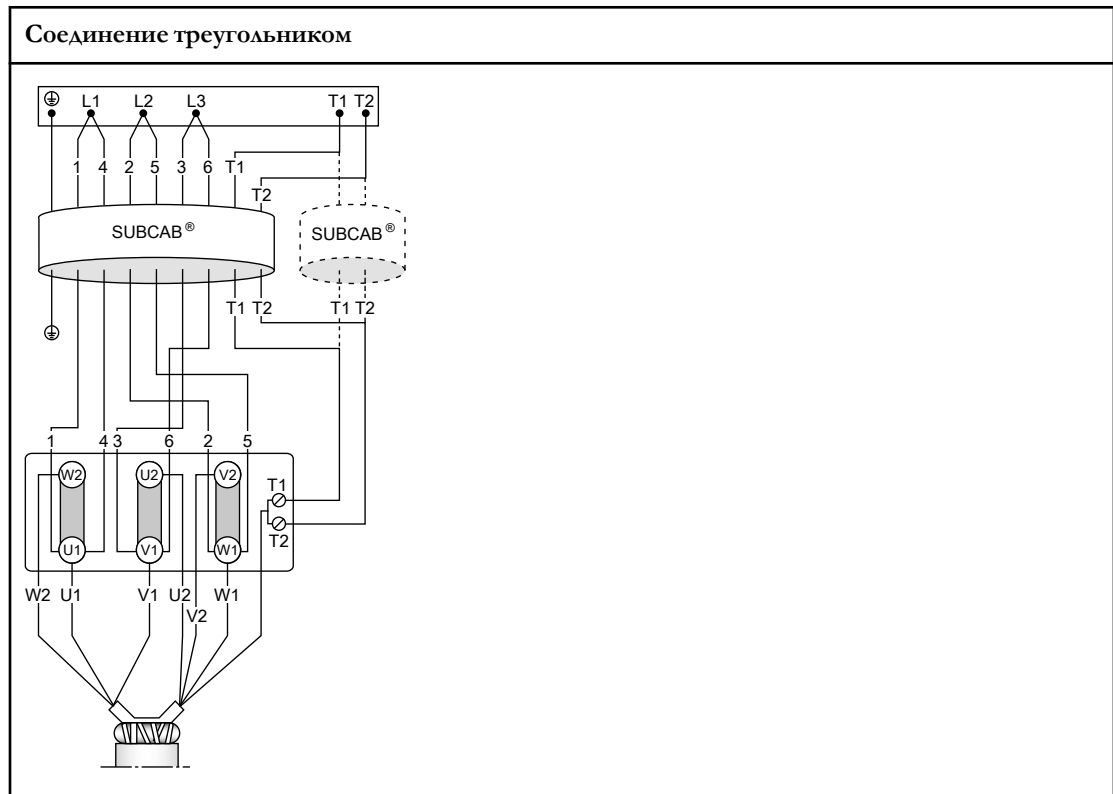 Соединение треугольником
L1 L2 L3 T1 T2
1 4 2 5 3 6 T1
T2
SUBCAB® SUBCAB®
T1 T2 T1 T2
1 4 3 6 2 5
W2 U2 V2
T1
U1 V1 W1
T2
W2 U1 V1 U2 W1
V2